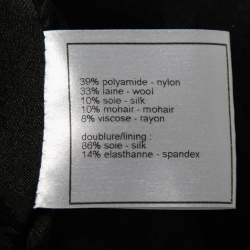 39% polyamide - nylon
33% laine - wool
10% soie - silk
10% mohair - mohair
8% viscose - rayon
doublure/lining :
86% soie - silk
14% elasthanne - spandex